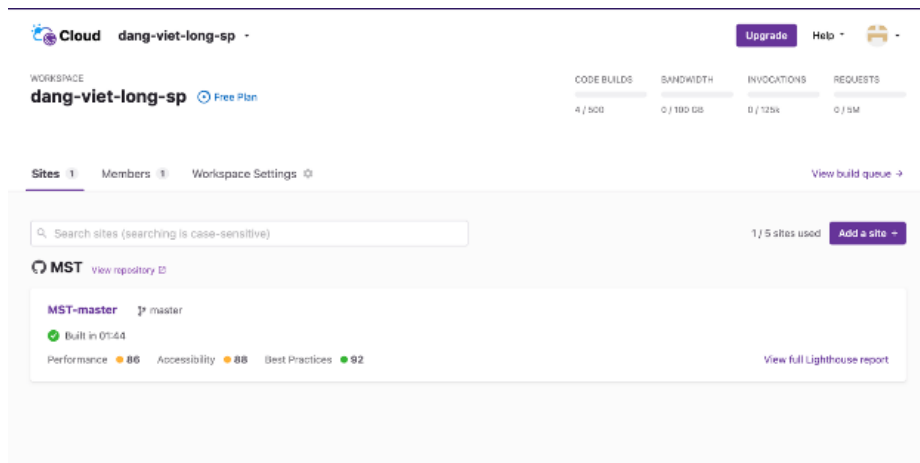 Cloud dang-viet-long-sp
Upgrade Help
WORKSPACE
dang-viet-long-sp Free Plan
CODE BUILDS BANDWIDTH INVOCATIONS REQUESTS
4 / 500 0 / 100 GB 0 / 125k 0 / 5M
Sites 1 Members 1 Workspace Settings
View build queue →
Search sites (searching is case-sensitive)
1 / 5 sites used Add a site +
MST View repository
MST-master master
Built in 01:44
Performance 86 Accessibility 88 Best Practices 92
View full Lighthouse report